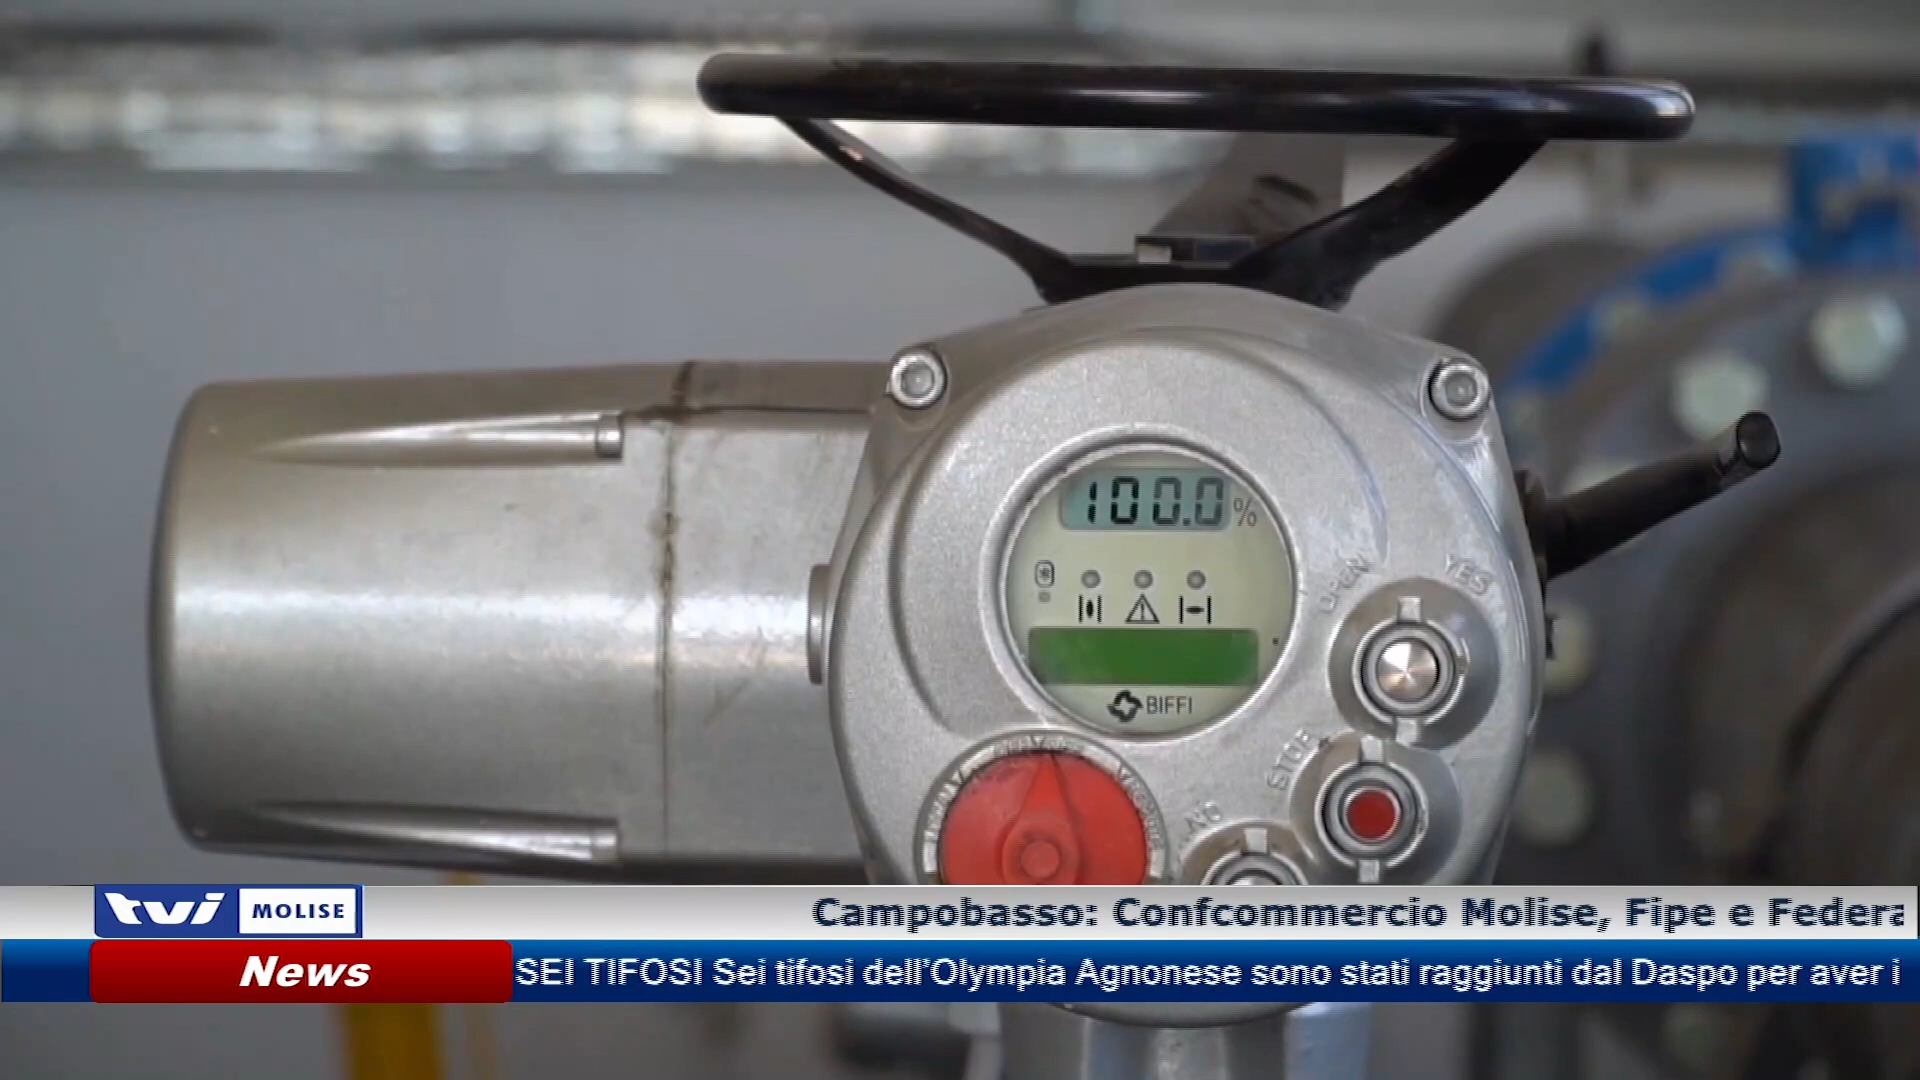 100.0%
BIFFI
OPEN
YES
STOP
NO
tvi MOLISE
Campobasso: Confcommercio Molise, Fipe e Federa
News
SEI TIFOSI Sei tifosi dell'Olympia Agnonese sono stati raggiunti dal Daspo per aver i